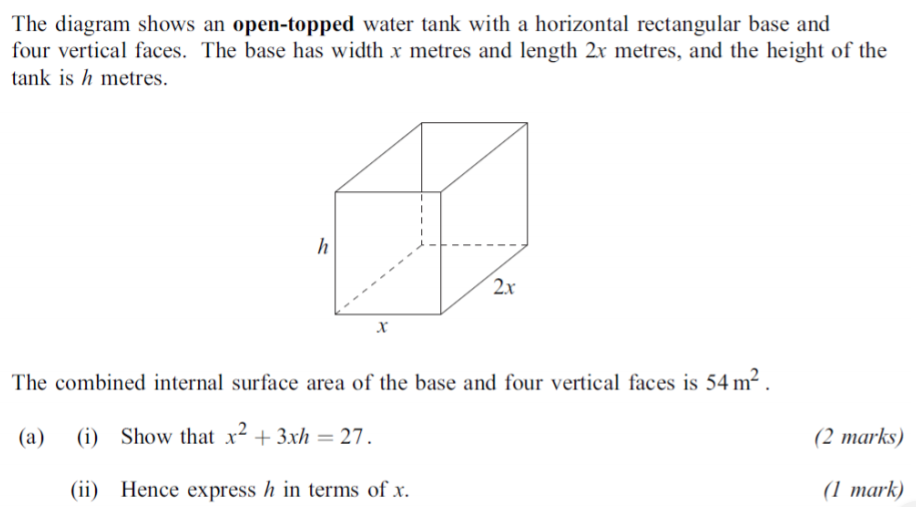 The diagram shows an open-topped water tank with a horizontal rectangular base and
four vertical faces. The base has width x metres and length 2x metres, and the height of the
tank is h metres.
h
2x
x
The combined internal surface area of the base and four vertical faces is 54 m².
(a) (i) Show that x² + 3xh = 27. (2 marks)
(ii) Hence express h in terms of x. (1 mark)